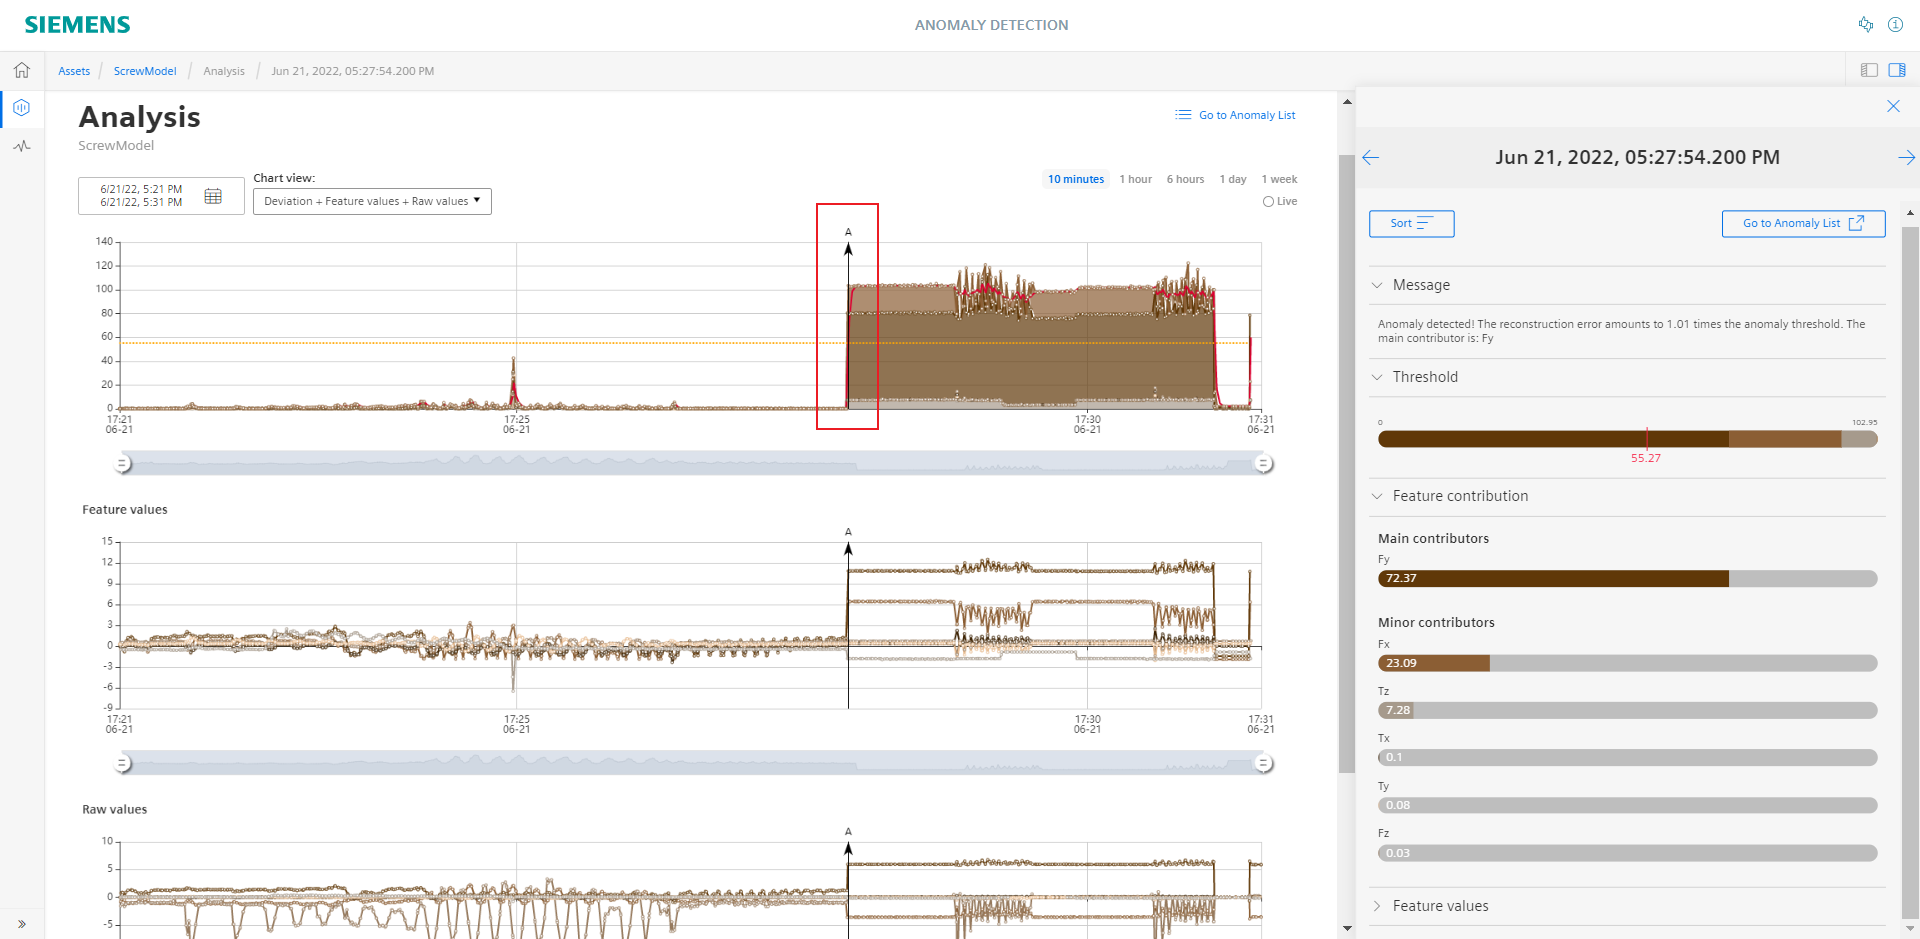 SIEMENS
ANOMALY DETECTION
Assets
ScrewModel
Analysis
Jun 21, 2022, 05:27:54.200 PM
Analysis
ScrewModel
Go to Anomaly List
6/21/22, 5:21 PM
6/21/22, 5:31 PM
Chart view:
Deviation + Feature values + Raw values
10 minutes
1 hour
6 hours
1 day
1 week
Live
A
140
120
100
80
60
40
20
0
17:21
06-21
17:25
06-21
17:30
06-21
17:31
06-21
Feature values
A
15
12
9
6
3
0
-3
-6
-9
17:21
06-21
17:25
06-21
17:30
06-21
17:31
06-21
Raw values
A
10
5
0
-5
Jun 21, 2022, 05:27:54.200 PM
Sort
Go to Anomaly List
Message
Anomaly detected! The reconstruction error amounts to 1.01 times the anomaly threshold. The
main contributor is: Fy
Threshold
0
102.95
55.27
Feature contribution
Main contributors
Fy
72.37
Minor contributors
Fx
23.09
Tz
7.28
Tx
0.1
Ty
0.08
Fz
0.03
Feature values